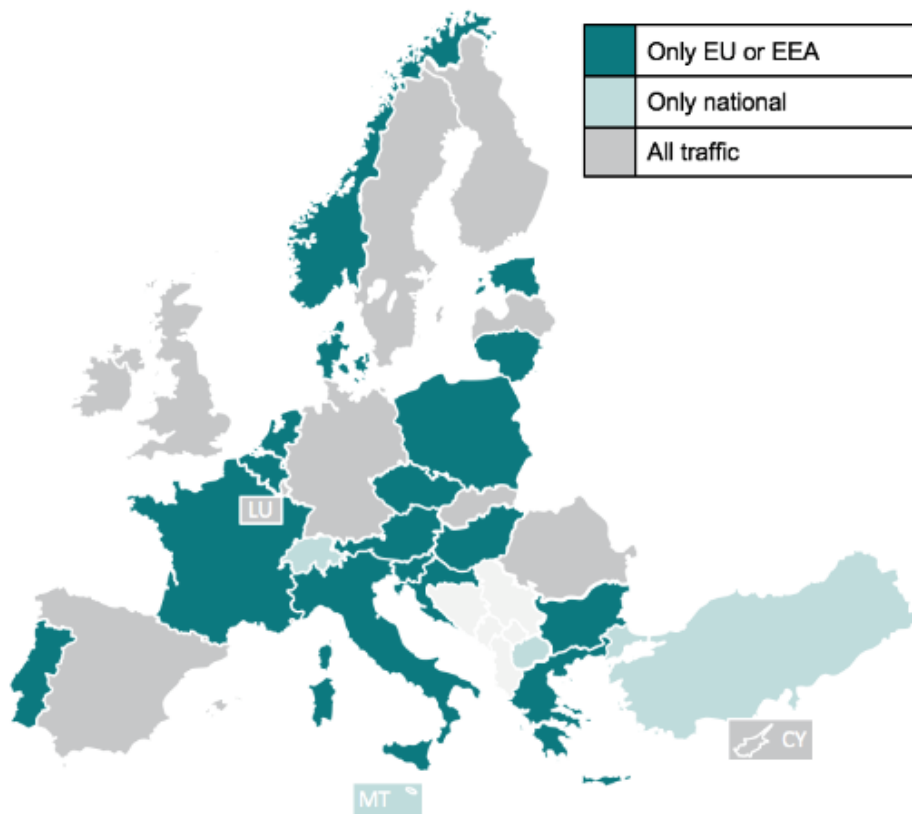 Only EU or EEA
Only national
All traffic
LU
CY
MT